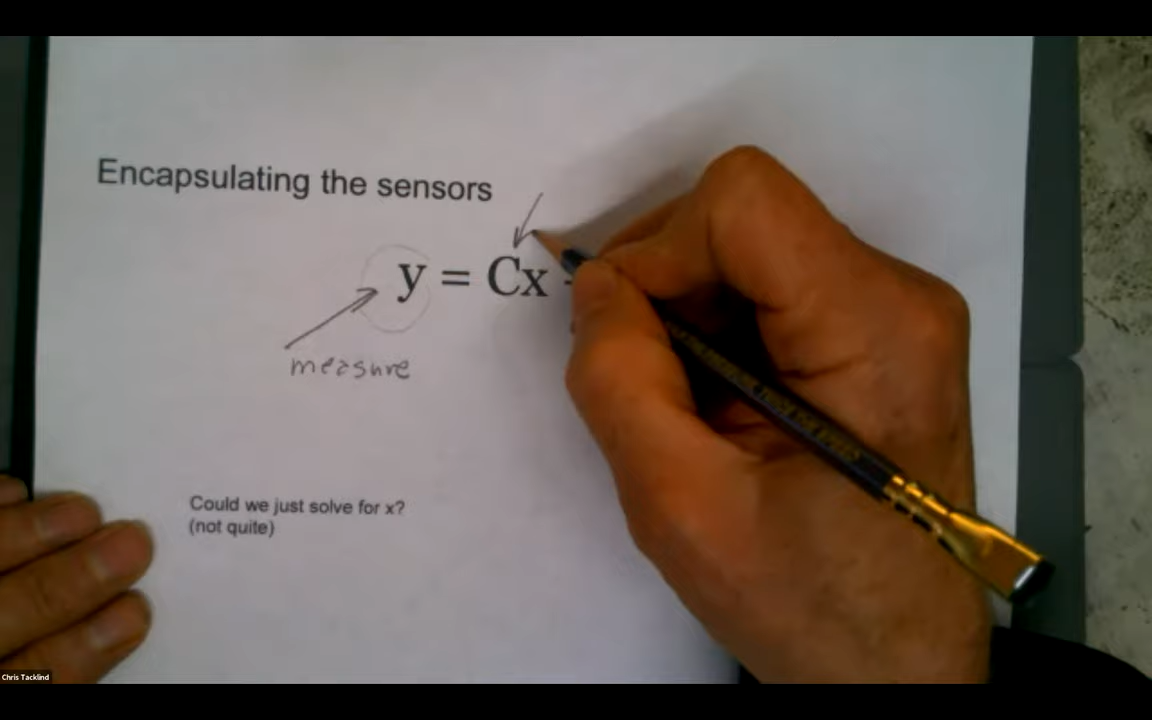 Encapsulating the sensors
y = Cx
measure
Could we just solve for x?
(not quite)
Chris Tacklind